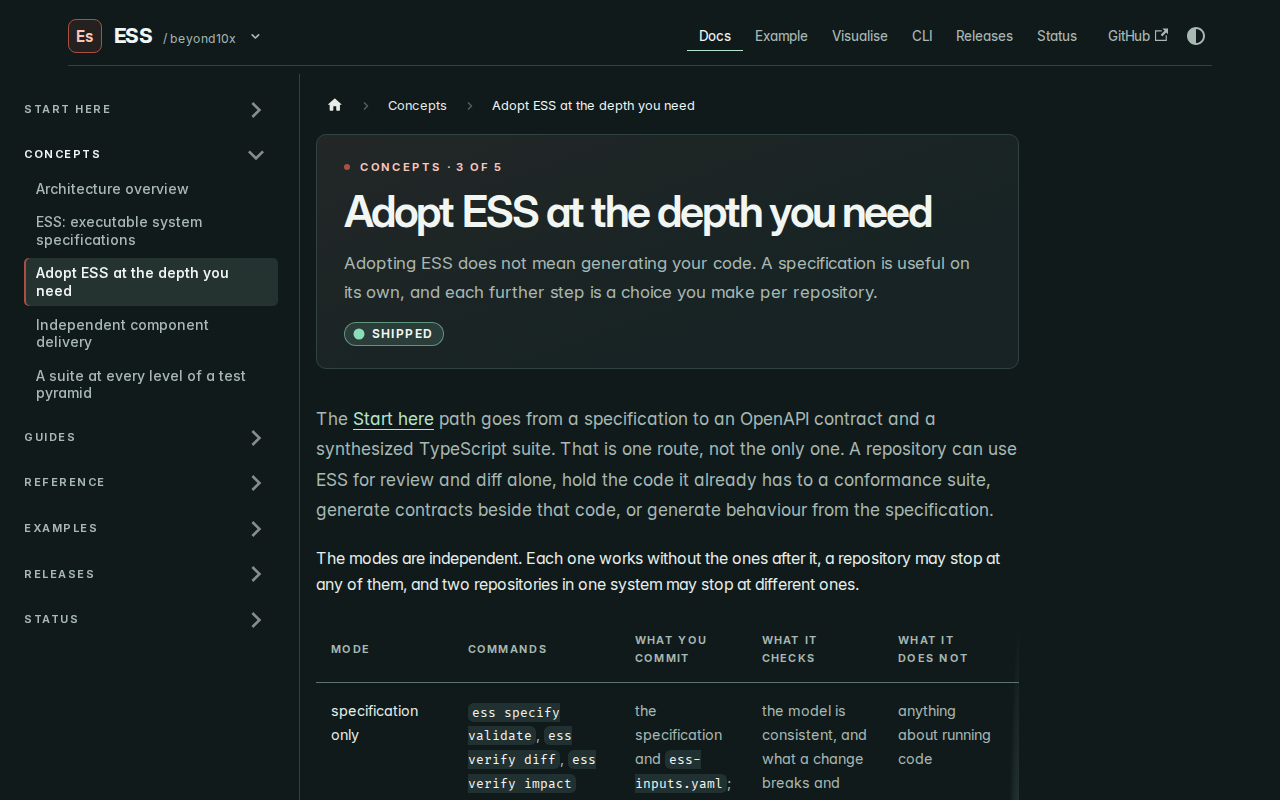 Es ESS / beyond10x
Docs Example Visualise CLI Releases Status GitHub
START HERE
CONCEPTS
Architecture overview
ESS: executable system
specifications
Adopt ESS at the depth you
need
Independent component
delivery
A suite at every level of a test
pyramid
GUIDES
REFERENCE
EXAMPLES
RELEASES
STATUS
Concepts Adopt ESS at the depth you need
CONCEPTS · 3 OF 5
Adopt ESS at the depth you need
Adopting ESS does not mean generating your code. A specification is useful on
its own, and each further step is a choice you make per repository.
SHIPPED
The Start here path goes from a specification to an OpenAPI contract and a
synthesized TypeScript suite. That is one route, not the only one. A repository can use
ESS for review and diff alone, hold the code it already has to a conformance suite,
generate contracts beside that code, or generate behaviour from the specification.
The modes are independent. Each one works without the ones after it, a repository may stop at
any of them, and two repositories in one system may stop at different ones.
MODE
COMMANDS
WHAT YOU
COMMIT
WHAT IT
CHECKS
WHAT IT
DOES NOT
specification
only
ess specify
validate, ess
verify diff, ess
verify impact
the
specification
and ess-
inputs.yaml;
the model is
consistent, and
what a change
breaks and
anything
about running
code